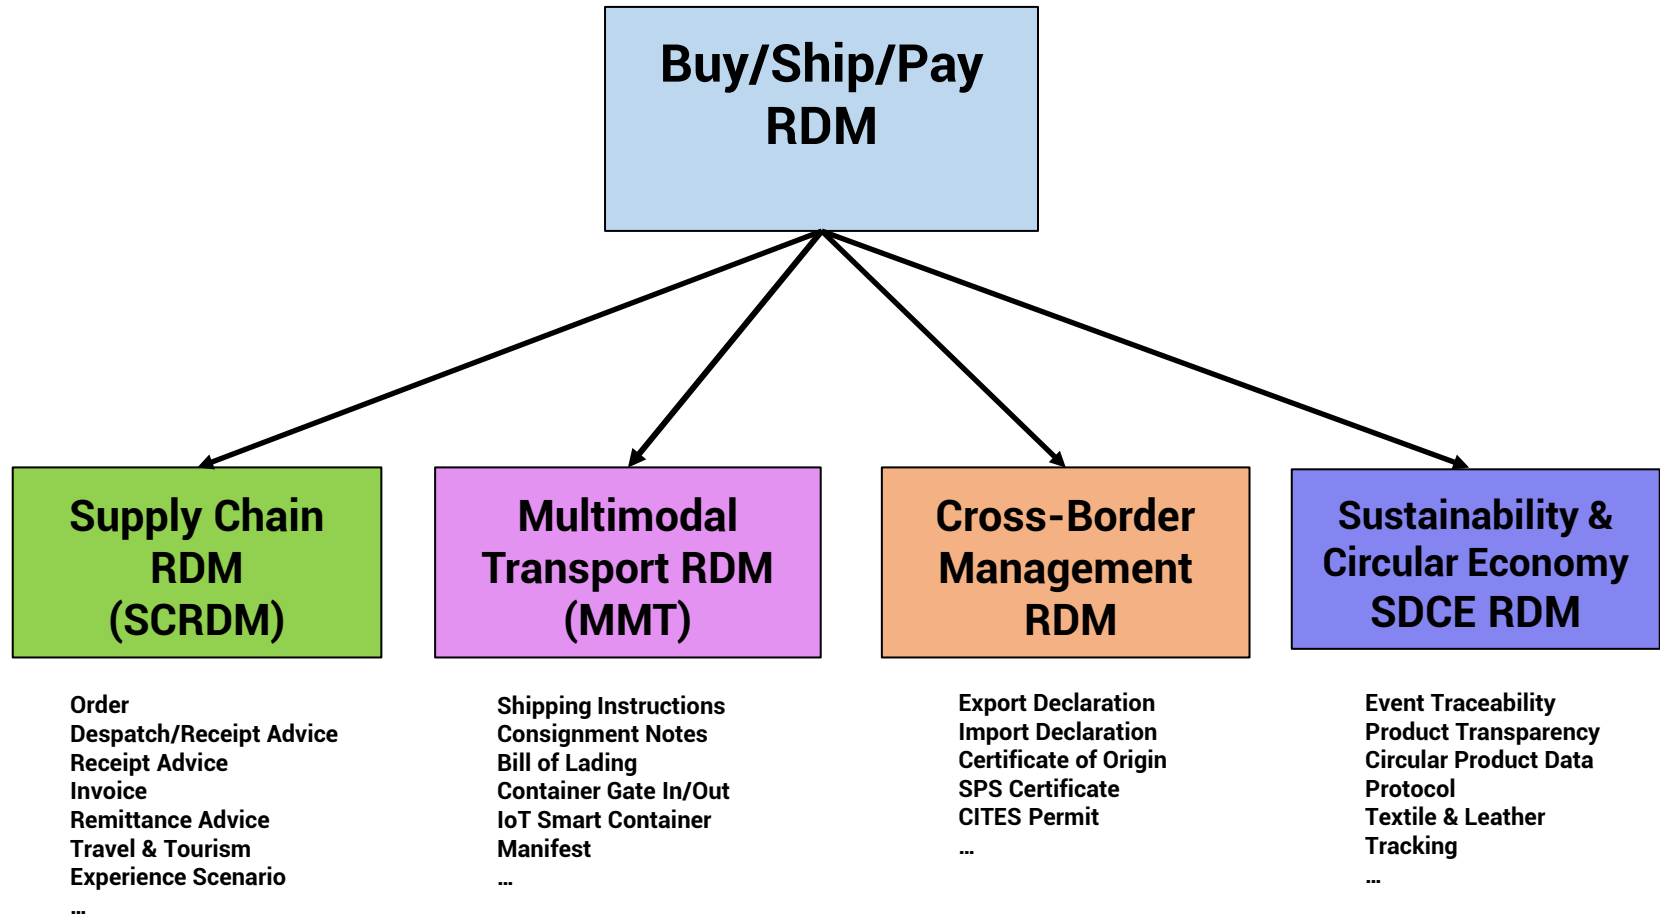 Buy/Ship/Pay
RDM
Supply Chain
RDM
(SCRDM)
Multimodal
Transport RDM
(MMT)
Cross-Border
Management
RDM
Sustainability &
Circular Economy
SDCE RDM
Order
Despatch/Receipt Advice
Receipt Advice
Invoice
Remittance Advice
Travel & Tourism
Experience Scenario
...
Shipping Instructions
Consignment Notes
Bill of Lading
Container Gate In/Out
IoT Smart Container
Manifest
...
Export Declaration
Import Declaration
Certificate of Origin
SPS Certificate
CITES Permit
...
Event Traceability
Product Transparency
Circular Product Data
Protocol
Textile & Leather
Tracking
...